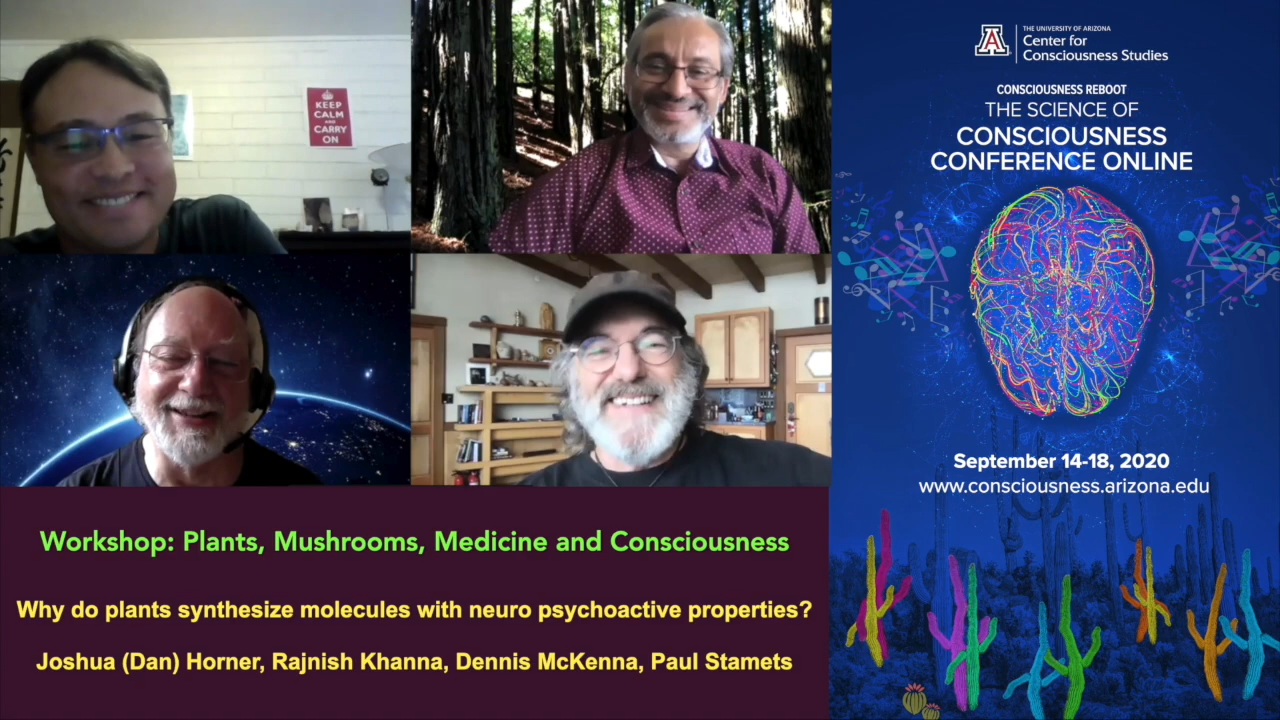 KEEP
CALM
AND
CARRY
ON
Workshop: Plants, Mushrooms, Medicine and Consciousness
Why do plants synthesize molecules with neuro psychoactive properties?
Joshua (Dan) Horner, Rajnish Khanna, Dennis McKenna, Paul Stamets
A
THE UNIVERSITY OF ARIZONA
Center for
Consciousness Studies
CONSCIOUSNESS REBOOT
THE SCIENCE OF
CONSCIOUSNESS
CONFERENCE ONLINE
September 14-18, 2020
www.consciousness.arizona.edu